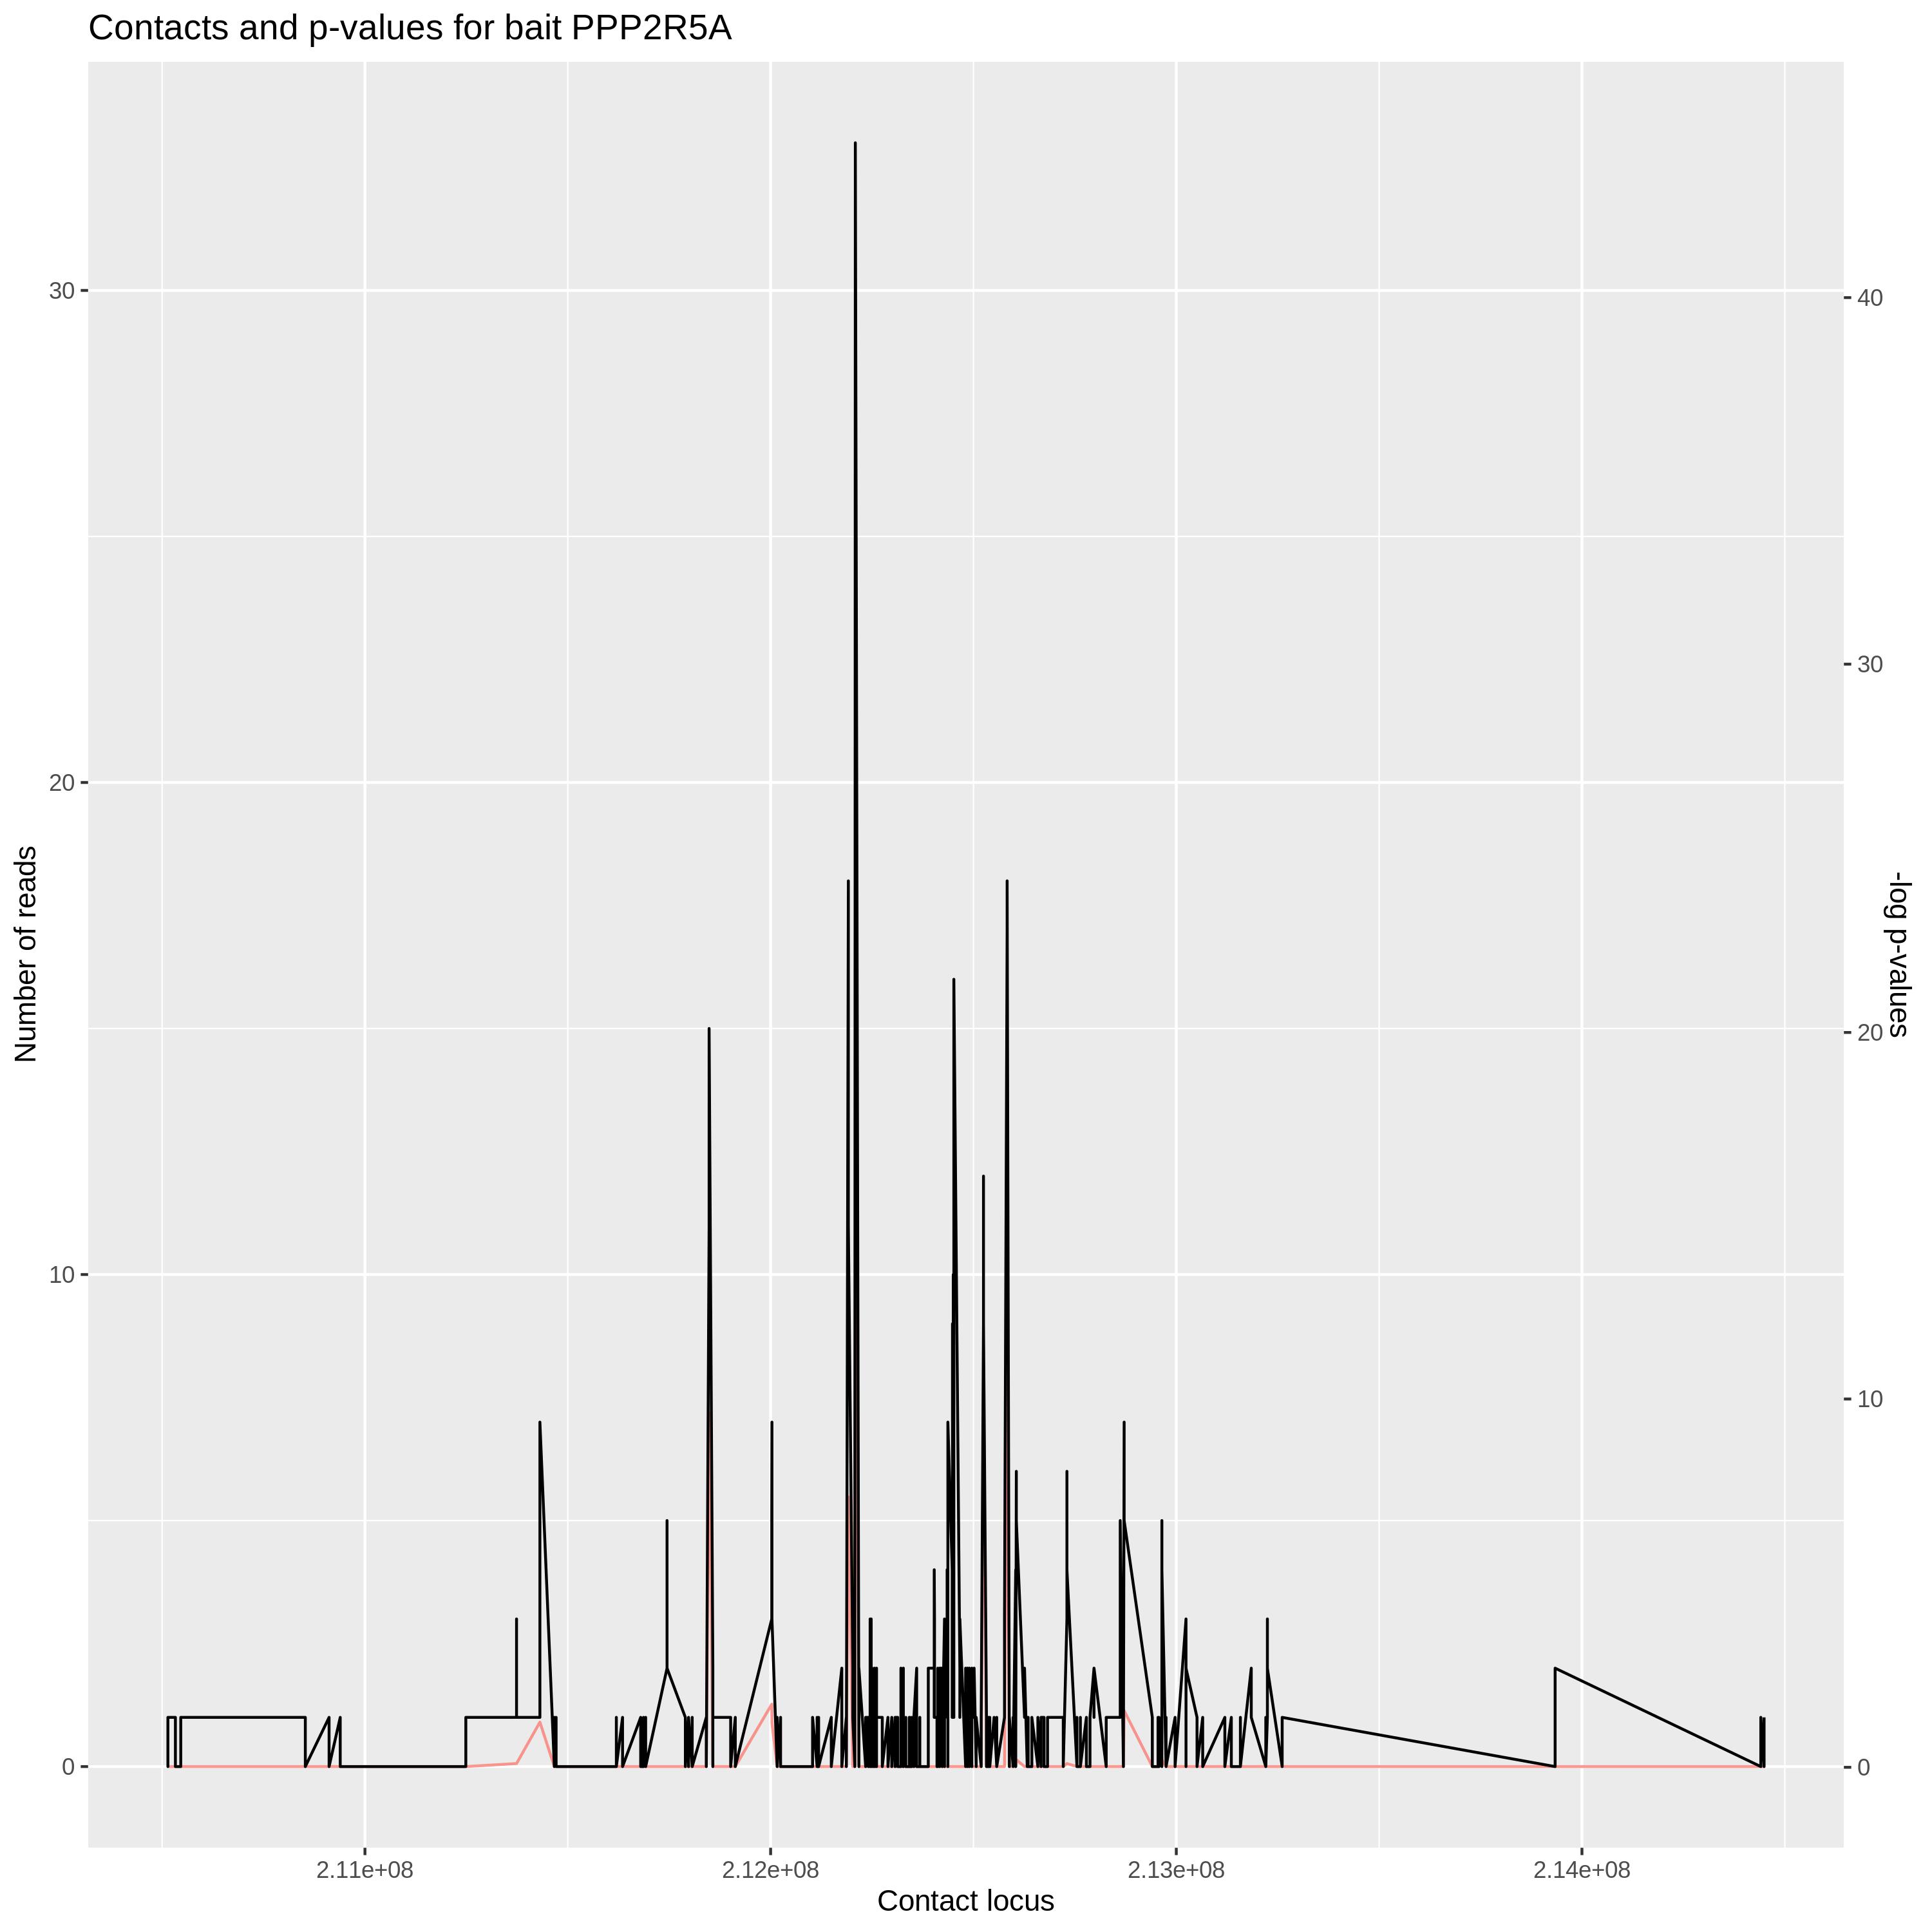 Contacts and p-values for bait PPP2R5A
30
20
10
0
Number of reads
40
30
20
10
0
-log p-values
2.11e+08
2.12e+08
2.13e+08
2.14e+08
Contact locus